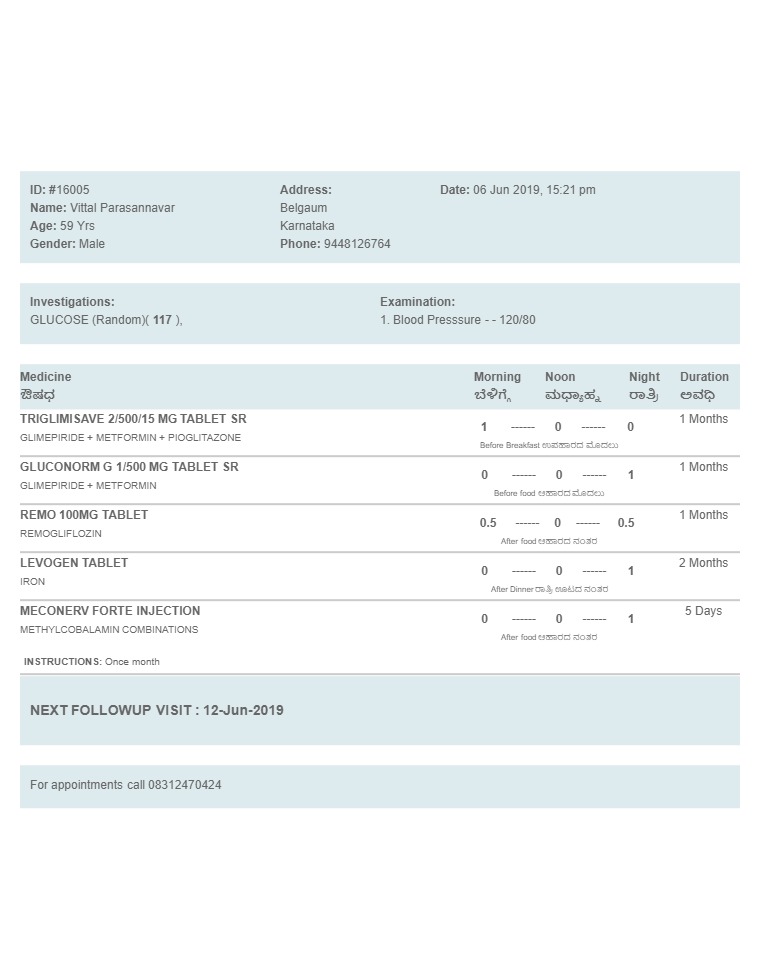 ID: #16005 Address: Date: 06 Jun 2019, 15:21 pm
Name: Vittal Parasannavar Belgaum
Age: 59 Yrs Karnataka
Gender: Male Phone: 9448126764
Investigations: Examination:
GLUCOSE (Random)( 117 ), 1. Blood Presssure - - 120/80
Medicine Morning Noon Night Duration
ಔಷಧ ಬೆಳಿಗ್ಗೆ ಮಧ್ಯಾಹ್ನ ರಾತ್ರಿ ಅವಧಿ
TRIGLIMISAVE 2/500/15 MG TABLET SR 1 ------ 0 ------ 0 1 Months
GLIMEPIRIDE + METFORMIN + PIOGLITAZONE
Before Breakfast ಉಪಹಾರದ ಮೊದಲು
GLUCONORM G 1/500 MG TABLET SR 0 ------ 0 ------ 1 1 Months
GLIMEPIRIDE + METFORMIN
Before food ಆಹಾರದ ಮೊದಲು
REMO 100MG TABLET 0.5 ------ 0 ------ 0.5 1 Months
REMOGLIFLOZIN
After food ಆಹಾರದ ನಂತರ
LEVOGEN TABLET 0 ------ 0 ------ 1 2 Months
IRON
After Dinner ರಾತ್ರಿ ಊಟದ ನಂತರ
MECONERV FORTE INJECTION 0 ------ 0 ------ 1 5 Days
METHYLCOBALAMIN COMBINATIONS
After food ಆಹಾರದ ನಂತರ
INSTRUCTIONS: Once month
NEXT FOLLOWUP VISIT : 12-Jun-2019
For appointments call 08312470424